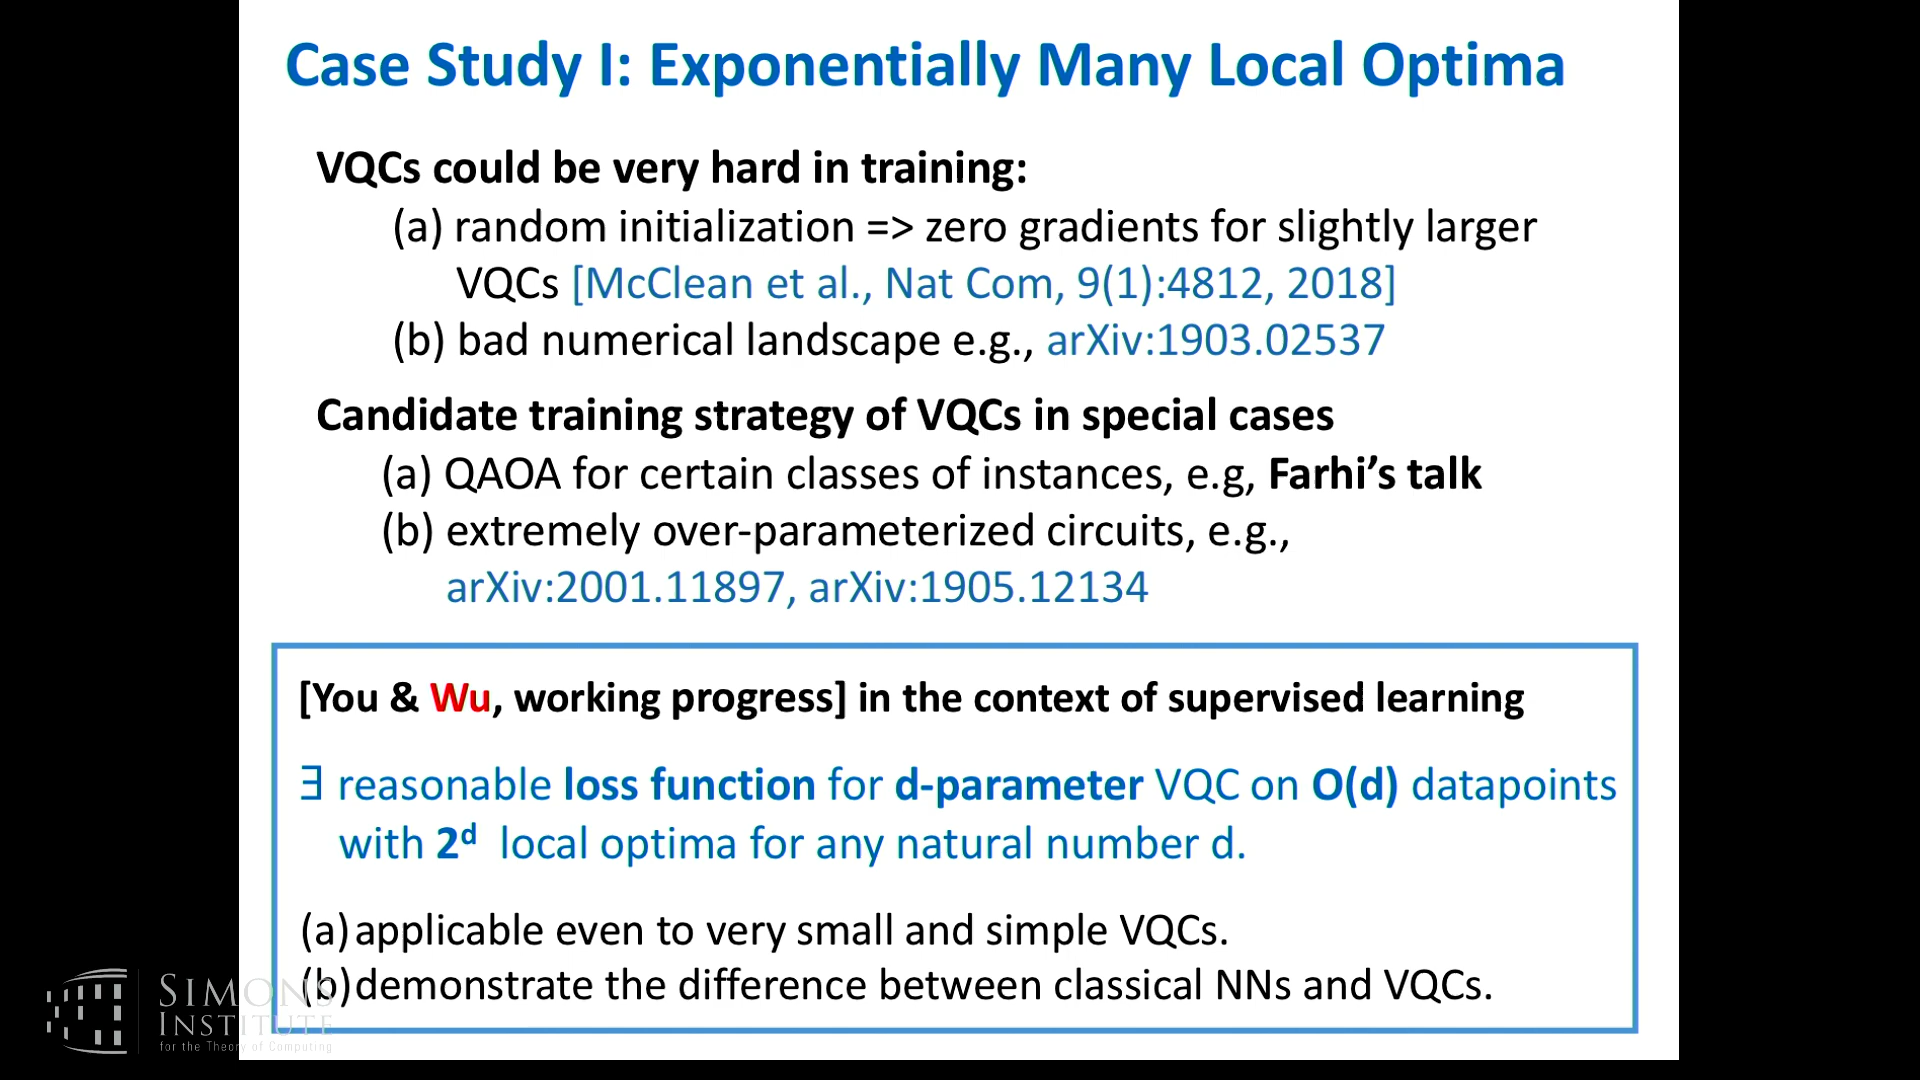 Case Study I: Exponentially Many Local Optima
VQCs could be very hard in training:
(a) random initialization => zero gradients for slightly larger
VQCs [McClean et al., Nat Com, 9(1):4812, 2018]
(b) bad numerical landscape e.g., arXiv:1903.02537
Candidate training strategy of VQCs in special cases
(a) QAOA for certain classes of instances, e.g, Farhi’s talk
(b) extremely over-parameterized circuits, e.g.,
arXiv:2001.11897, arXiv:1905.12134
[You & Wu, working progress] in the context of supervised learning
∃ reasonable loss function for d-parameter VQC on O(d) datapoints
with 2ᵈ local optima for any natural number d.
(a) applicable even to very small and simple VQCs.
(b) demonstrate the difference between classical NNs and VQCs.
SIMONS
INSTITUTE
for the Theory of Computing